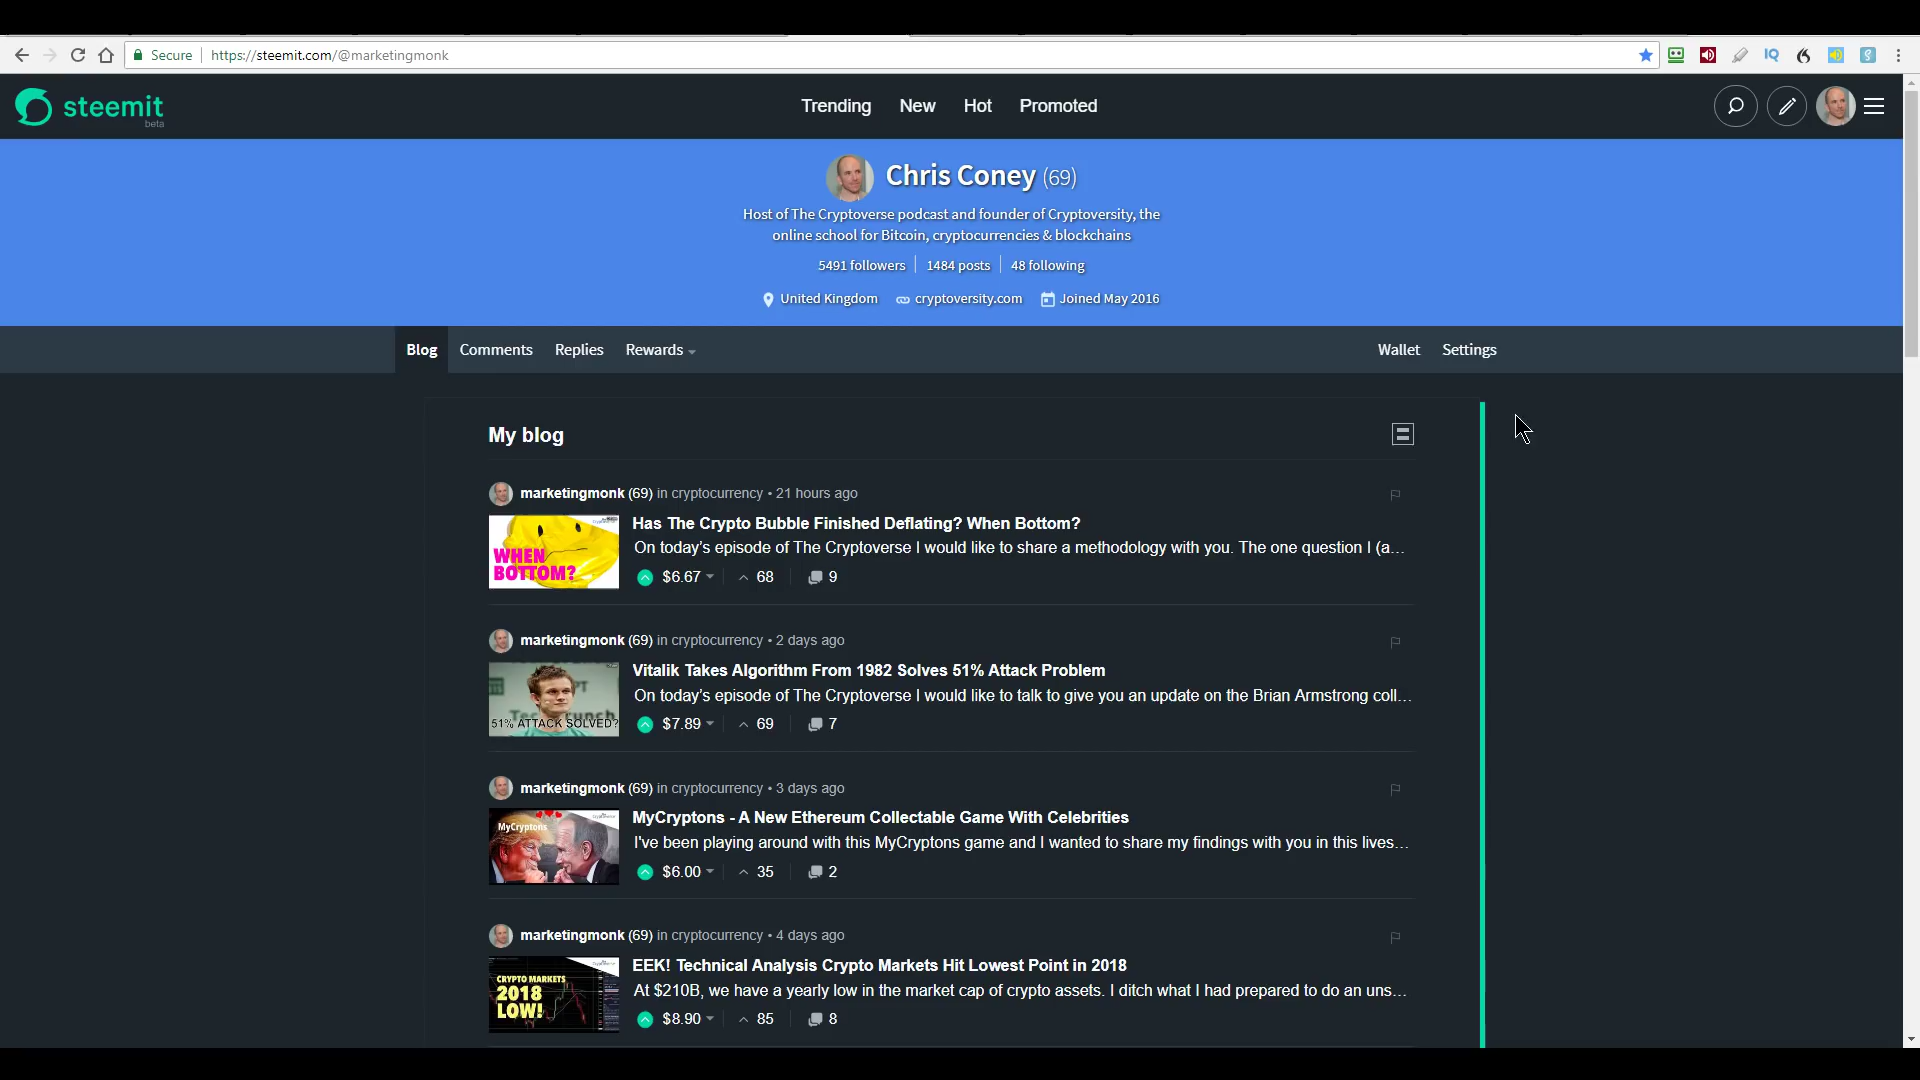 Secure https://steemit.com/@marketingmonk
IQ
steemit
beta
Trending New Hot Promoted
Chris Coney (69)
Host of The Cryptoverse podcast and founder of Cryptoversity, the
online school for Bitcoin, cryptocurrencies & blockchains
5491 followers 1484 posts 48 following
United Kingdom cryptoversity.com Joined May 2016
Blog Comments Replies Rewards Wallet Settings
My blog
marketingmonk (69) in cryptocurrency • 21 hours ago
WHEN
BOTTOM?
Has The Crypto Bubble Finished Deflating? When Bottom?
On today's episode of The Cryptoverse I would like to share a methodology with you. The one question I (a...
$6.67 68 9
marketingmonk (69) in cryptocurrency • 2 days ago
51% ATTACK SOLVED?
Vitalik Takes Algorithm From 1982 Solves 51% Attack Problem
On today's episode of The Cryptoverse I would like to talk to give you an update on the Brian Armstrong coll...
$7.89 69 7
marketingmonk (69) in cryptocurrency • 3 days ago
MyCryptons
MyCryptons - A New Ethereum Collectable Game With Celebrities
I've been playing around with this MyCryptons game and I wanted to share my findings with you in this lives...
$6.00 35 2
marketingmonk (69) in cryptocurrency • 4 days ago
CRYPTO MARKETS
2018
LOW!
EEK! Technical Analysis Crypto Markets Hit Lowest Point in 2018
At $210B, we have a yearly low in the market cap of crypto assets. I ditch what I had prepared to do an uns...
$8.90 85 8